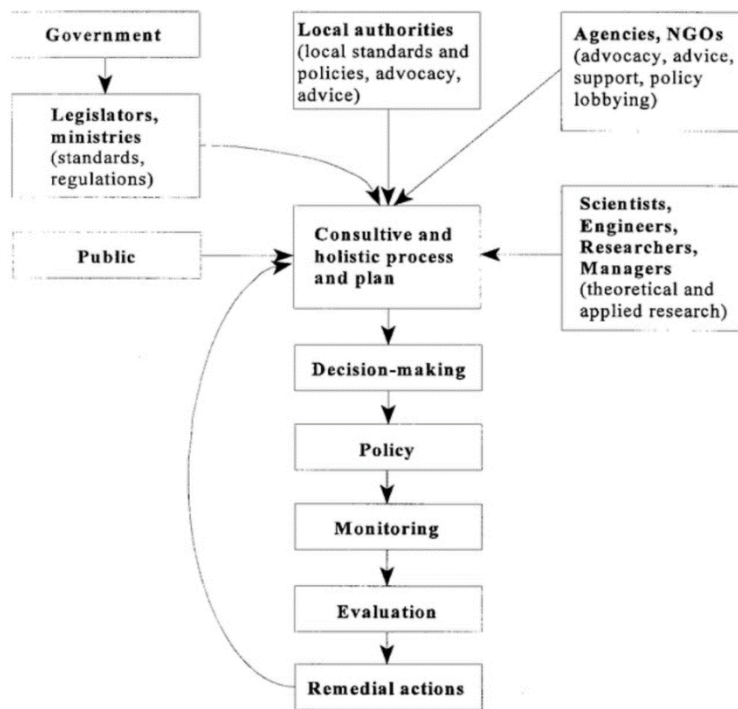 Government
Legislators,
ministries
(standards,
regulations)
Public
Local authorities
(local standards and
policies, advocacy,
advice)
Agencies, NGOs
(advocacy, advice,
support, policy
lobbying)
Scientists,
Engineers,
Researchers,
Managers
(theoretical and
applied research)
Consultive and
holistic process
and plan
Decision-making
Policy
Monitoring
Evaluation
Remedial actions